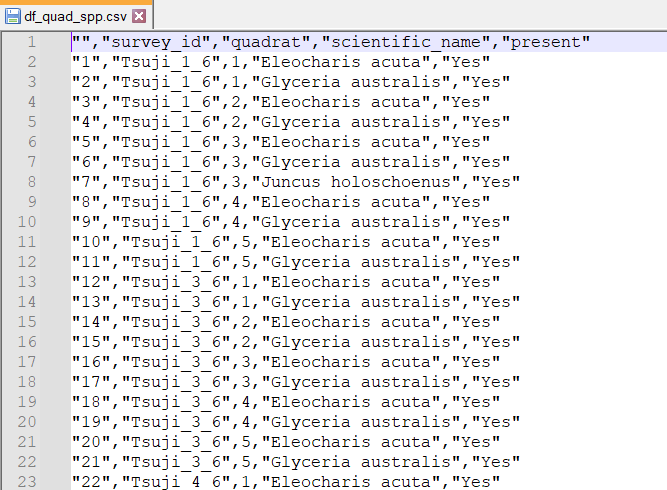 df_quad_spp.csv
1 "","survey_id","quadrat","scientific_name","present"
2 "1","Tsuji_1_6",1,"Eleocharis acuta","Yes"
3 "2","Tsuji_1_6",1,"Glyceria australis","Yes"
4 "3","Tsuji_1_6",2,"Eleocharis acuta","Yes"
5 "4","Tsuji_1_6",2,"Glyceria australis","Yes"
6 "5","Tsuji_1_6",3,"Eleocharis acuta","Yes"
7 "6","Tsuji_1_6",3,"Glyceria australis","Yes"
8 "7","Tsuji_1_6",3,"Juncus holoschoenus","Yes"
9 "8","Tsuji_1_6",4,"Eleocharis acuta","Yes"
10 "9","Tsuji_1_6",4,"Glyceria australis","Yes"
11 "10","Tsuji_1_6",5,"Eleocharis acuta","Yes"
12 "11","Tsuji_1_6",5,"Glyceria australis","Yes"
13 "12","Tsuji_3_6",1,"Eleocharis acuta","Yes"
14 "13","Tsuji_3_6",1,"Glyceria australis","Yes"
15 "14","Tsuji_3_6",2,"Eleocharis acuta","Yes"
16 "15","Tsuji_3_6",2,"Glyceria australis","Yes"
17 "16","Tsuji_3_6",3,"Eleocharis acuta","Yes"
18 "17","Tsuji_3_6",3,"Glyceria australis","Yes"
19 "18","Tsuji_3_6",4,"Eleocharis acuta","Yes"
20 "19","Tsuji_3_6",4,"Glyceria australis","Yes"
21 "20","Tsuji_3_6",5,"Eleocharis acuta","Yes"
22 "21","Tsuji_3_6",5,"Glyceria australis","Yes"
23 "22","Tsuji_4_6",1,"Eleocharis acuta","Yes"